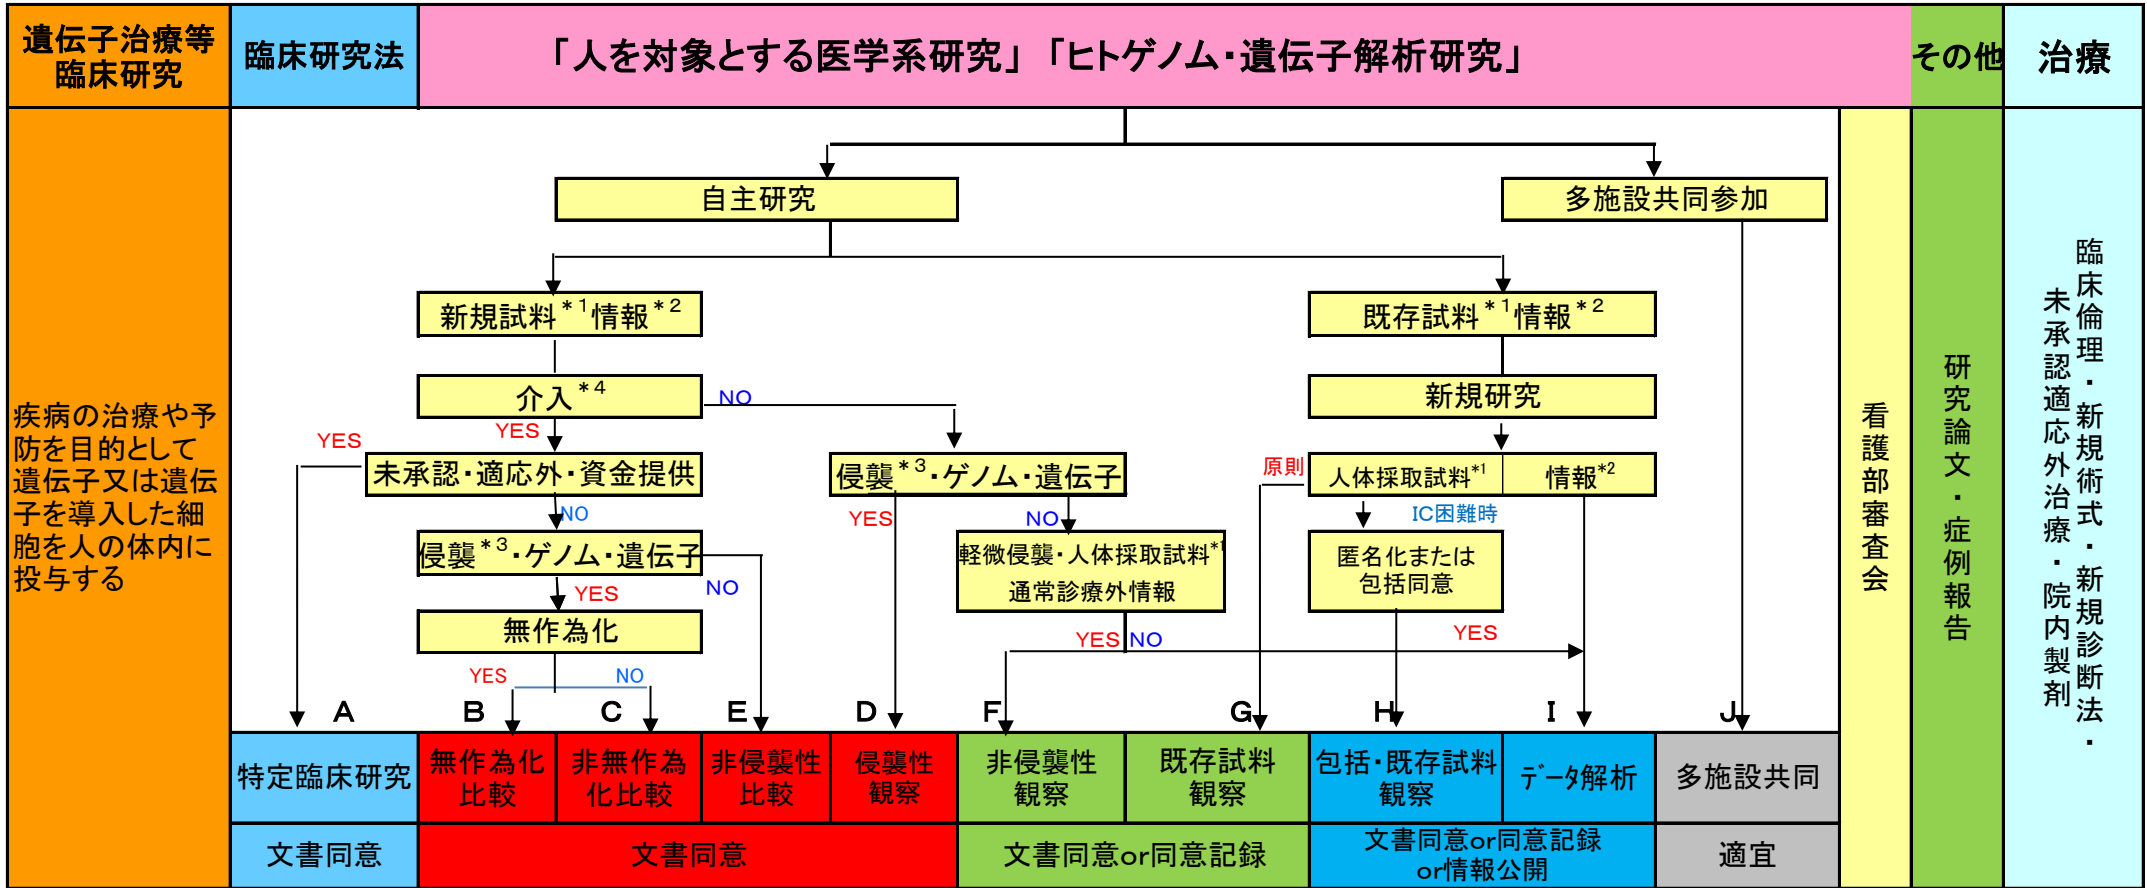 遺伝子治療等
臨床研究
臨床研究法
「人を対象とする医学系研究」「ヒトゲノム・遺伝子解析研究」
その他
治療
自主研究
多施設共同参加
新規試料*1情報*2
既存試料*1情報*2
介入*4
NO
新規研究
YES
YES
未承認・適応外・資金提供
侵襲*3・ゲノム・遺伝子
原則
人体採取試料*1
情報*2
NO
YES
NO
IC困難時
侵襲*3・ゲノム・遺伝子
軽微侵襲・人体採取試料*1
通常診療外情報
匿名化または
包括同意
YES
NO
無作為化
YES
NO
YES
YES
NO
A
B
C
E
D
F
G
H
I
J
特定臨床研究
無作為化
比較
非無作為
化比較
非侵襲性
比較
侵襲性
観察
非侵襲性
観察
既存試料
観察
包括・既存試料
観察
データ解析
多施設共同
文書同意
文書同意
文書同意or同意記録
文書同意or同意記録
or情報公開
適宜
疾病の治療や予
防を目的として
遺伝子又は遺伝
子を導入した細
胞を人の体内に
投与する
看護部審査会
研究論文・症例報告
臨床倫理・新規術式・新規診断法・
未承認適応外治療・院内製剤